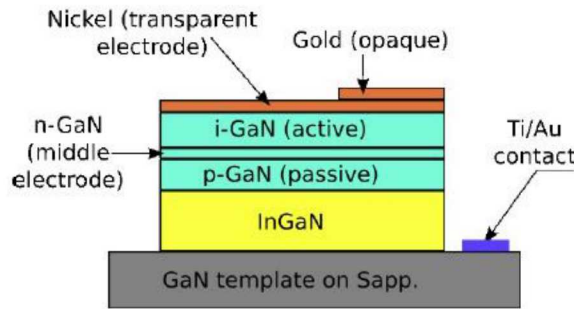 Nickel (transparent
electrode)
Gold (opaque)
n-GaN
(middle
electrode)
i-GaN (active)
Ti/Au
contact
p-GaN (passive)
InGaN
GaN template on Sapp.